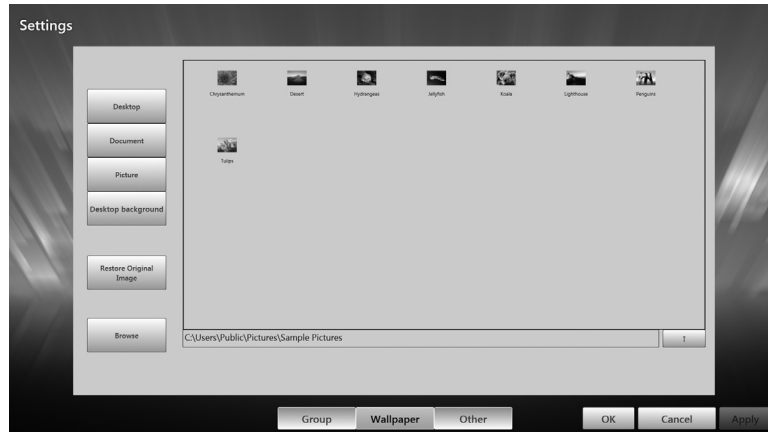 Settings
Chrysanthemum Desert Hydrangeas Jellyfish Koala Lighthouse Penguins
Desktop
Document
Tulips
Picture
Desktop background
Restore Original
Image
Browse
C:\Users\Public\Pictures\Sample Pictures
↑
Group Wallpaper Other OK Cancel Apply